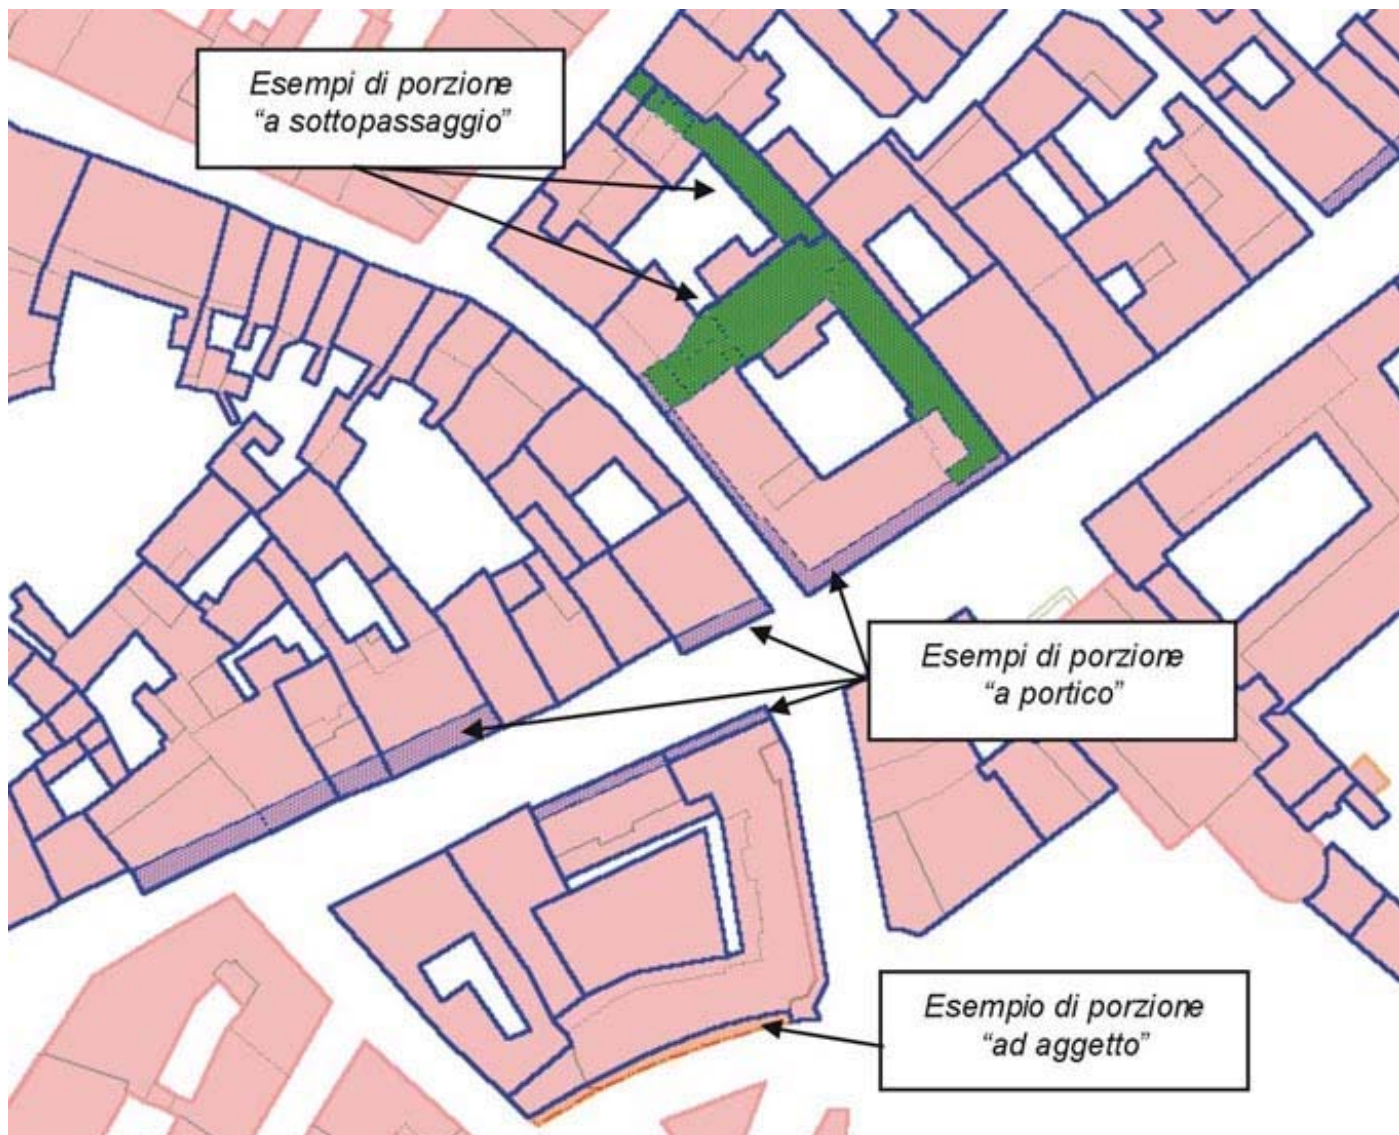 Esempi di porzione
“a sottopassaggio”
Esempi di porzione
“a portico”
Esempio di porzione
“ad aggetto”